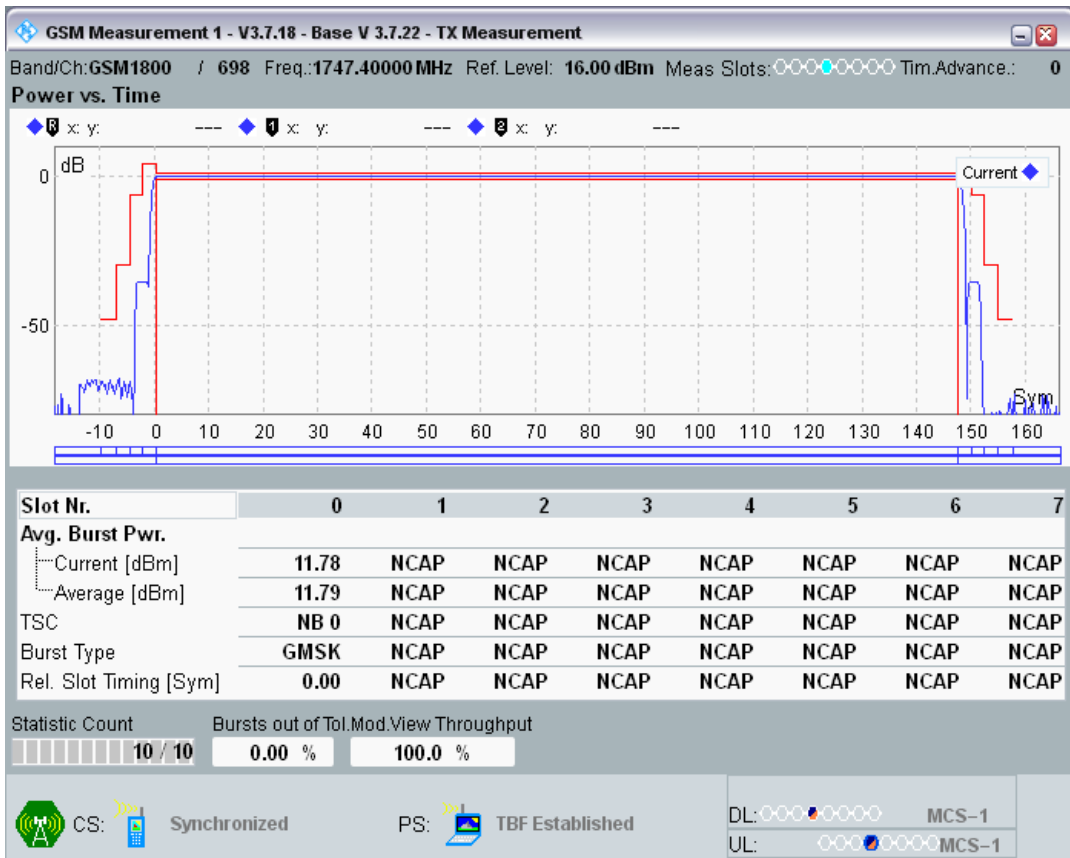 GSM Measurement 1 - V3.7.18 - Base V 3.7.22 - TX Measurement
Band/Ch:GSM1800 / 698 Freq.:1747.40000 MHz Ref. Level: 16.00 dBm Meas Slots: Tim.Advance.: 0
Power vs. Time
R x: y: --- 1 x: y: --- 2 x: y: ---
dB
Current
0
-50
Sym
-10 0 10 20 30 40 50 60 70 80 90 100 110 120 130 140 150 160
Slot Nr. 0 1 2 3 4 5 6 7
Avg. Burst Pwr.
Current [dBm] 11.78 NCAP NCAP NCAP NCAP NCAP NCAP NCAP
Average [dBm] 11.79 NCAP NCAP NCAP NCAP NCAP NCAP NCAP
TSC NB 0 NCAP NCAP NCAP NCAP NCAP NCAP NCAP
Burst Type GMSK NCAP NCAP NCAP NCAP NCAP NCAP NCAP
Rel. Slot Timing [Sym] 0.00 NCAP NCAP NCAP NCAP NCAP NCAP NCAP
Statistic Count Bursts out of Tol.Mod.View Throughput
10 / 10 0.00 % 100.0 %
CS: Synchronized PS: TBF Established
DL: MCS-1
UL: MCS-1